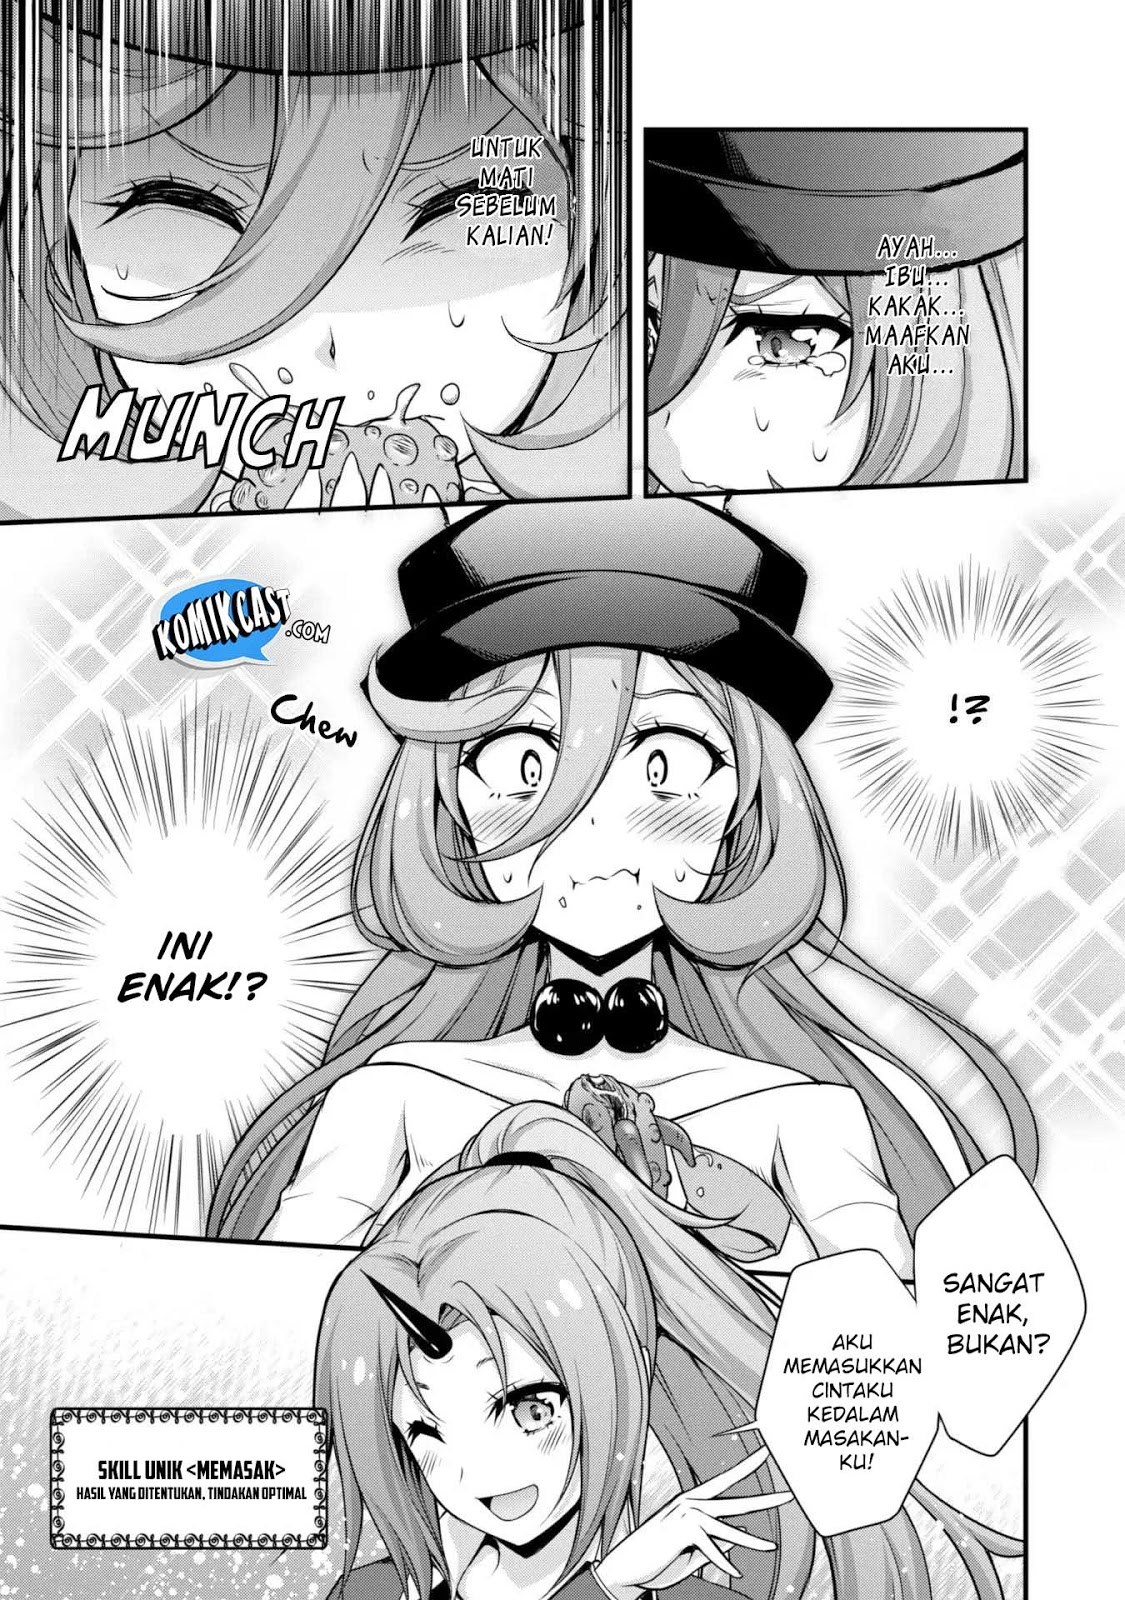 AYAH...
IBU...
KAKAK...
MAAFKAN
AKU...
UNTUK
MATI
SEBELUM
KALIAN!
MUNCH
!?
KOMIKCAST
.COM
Chew
INI
ENAK!?
SANGAT
ENAK,
BUKAN?
AKU
MEMASUKKAN
CINTAKU
KEDALAM
MASAKAN-
KU!
SKILL UNIK <MEMASAK>
HASIL YANG DITENTUKAN, TINDAKAN OPTIMAL